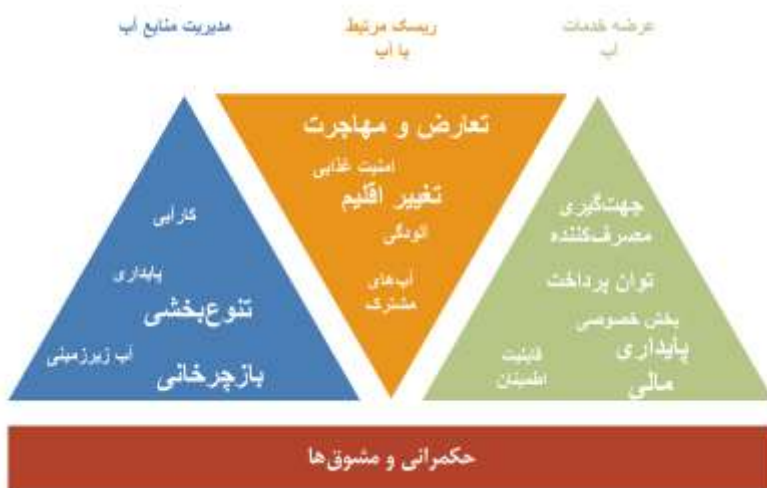 عرضه خدمات
آب
ریسک مرتبط
با آب
مدیریت منابع آب
جهت‌گیری
مصرف‌کننده
توان پرداخت
بخش خصوصی
پایداری
مالی
قابلیت
اطمینان
تعارض و مهاجرت
امنیت غذایی
تغییر اقلیم
آلودگی
آب‌های
مشترک
کارآیی
پایداری
تنوع‌بخشی
آب زیرزمینی
بازچرخانی
حکمرانی و مشوق‌ها